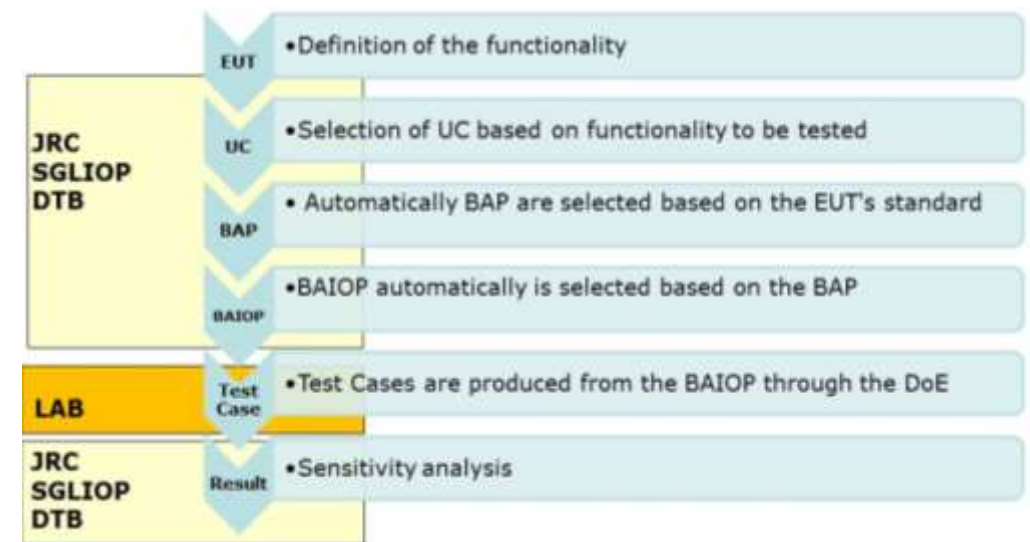 EUT
•Definition of the functionality
JRC
SGLIOP
DTB
UC
•Selection of UC based on functionality to be tested
BAP
• Automatically BAP are selected based on the EUT's standard
BAIOP
•BAIOP automatically is selected based on the BAP
LAB
Test
Case
•Test Cases are produced from the BAIOP through the DoE
JRC
SGLIOP
DTB
Result
•Sensitivity analysis